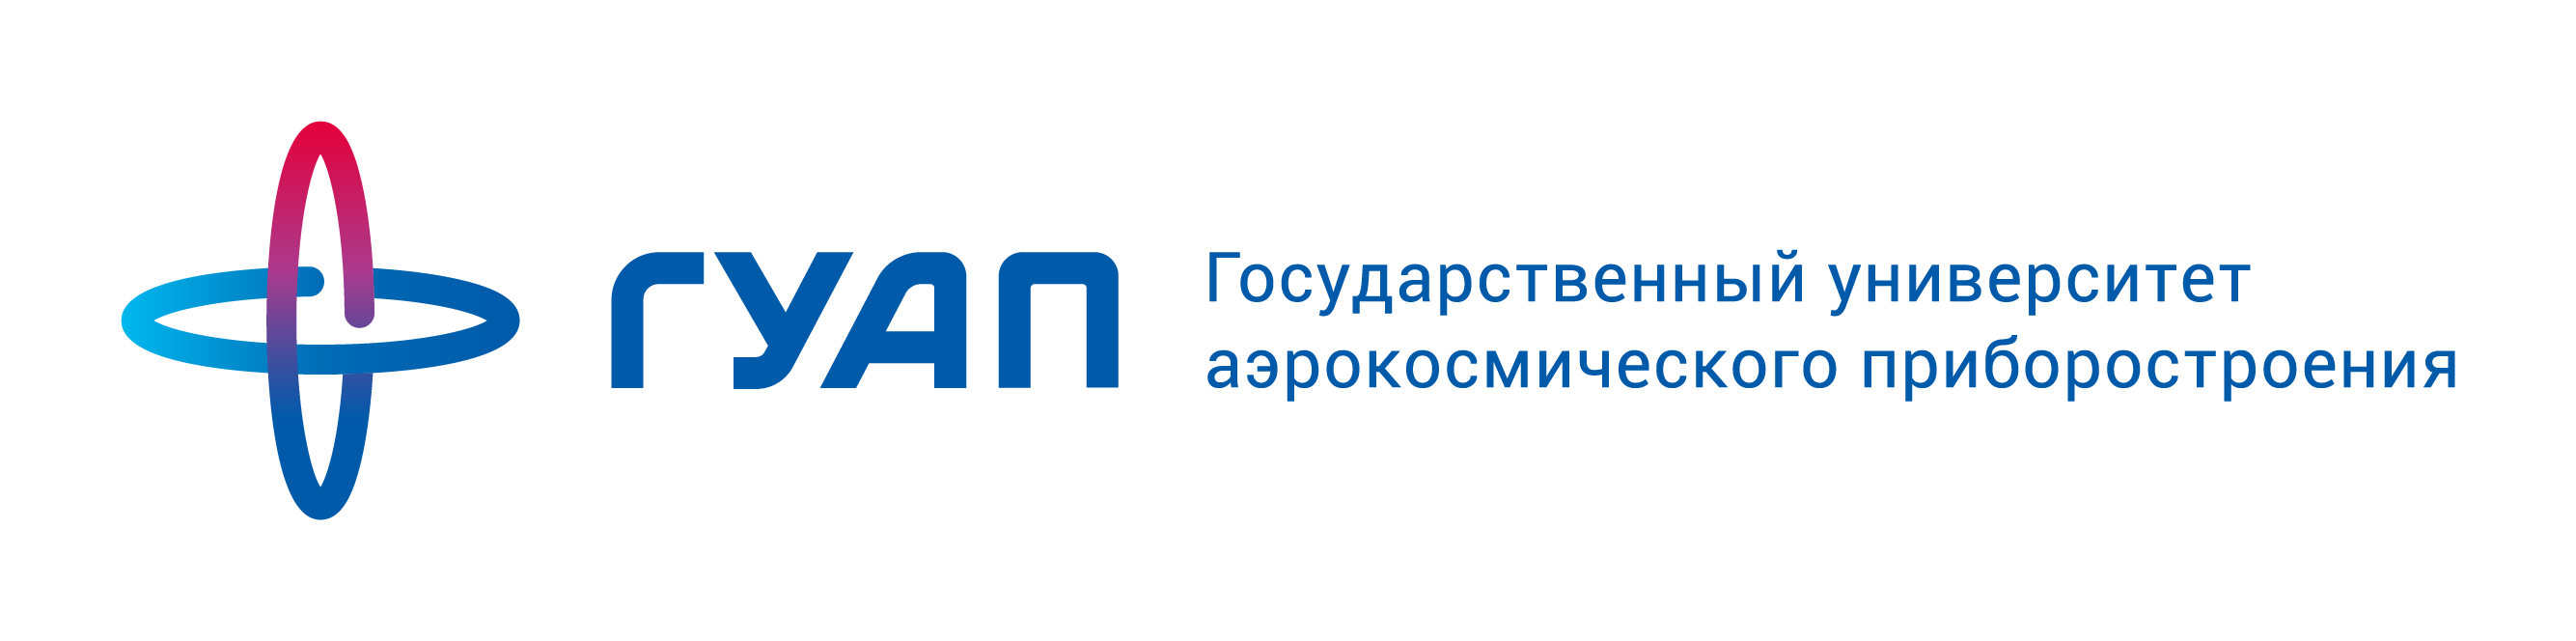 ГУАП
Государственный университет
аэрокосмического приборостроения